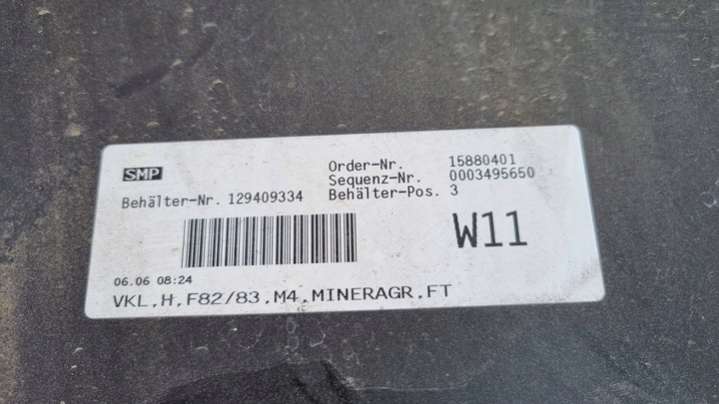 SMP
Order-Nr. 15880401
Sequenz-Nr. 0003495650
Behälter-Nr. 129409334 Behälter-Pos. 3
W11
06.06 08:24
VKL,H,F82/83,M4,MINERAGR,FT